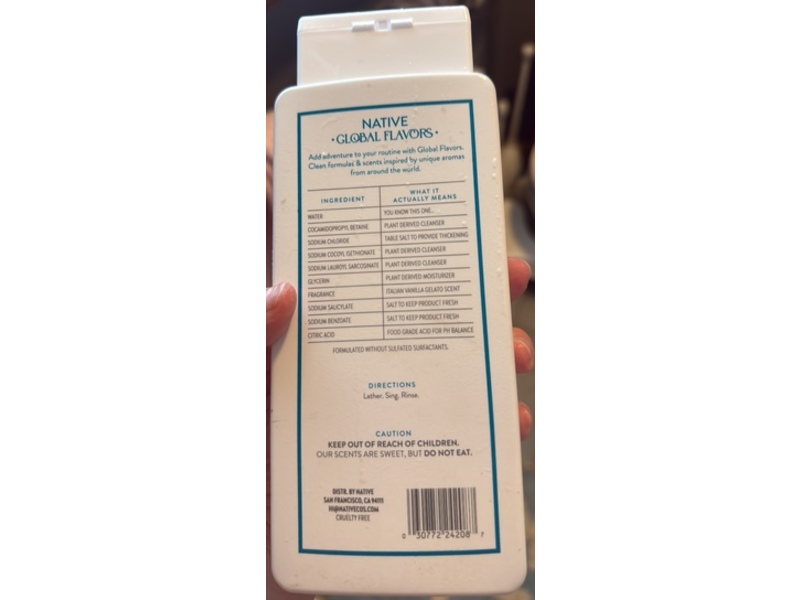 NATIVE
• GLOBAL FLAVORS •
Add adventure to your routine with Global Flavors.
Clean formulas & scents inspired by unique aromas
from around the world.
INGREDIENT WHAT IT ACTUALLY MEANS
WATER YOU KNOW THIS ONE...
COCAMIDOPROPYL BETAINE PLANT DERIVED CLEANSER
SODIUM CHLORIDE TABLE SALT TO PROVIDE THICKENING
SODIUM COCOYL ISETHIONATE PLANT DERIVED CLEANSER
SODIUM LAUROYL SARCOSINATE PLANT DERIVED CLEANSER
GLYCERIN PLANT DERIVED MOISTURIZER
FRAGRANCE ITALIAN VANILLA GELATO SCENT
SODIUM SALICYLATE SALT TO KEEP PRODUCT FRESH
SODIUM BENZOATE SALT TO KEEP PRODUCT FRESH
CITRIC ACID FOOD GRADE ACID FOR PH BALANCE
FORMULATED WITHOUT SULFATED SURFACTANTS.
DIRECTIONS
Lather. Sing. Rinse.
CAUTION
KEEP OUT OF REACH OF CHILDREN.
OUR SCENTS ARE SWEET, BUT DO NOT EAT.
DISTR. BY NATIVE
SAN FRANCISCO, CA 94111
HI@NATIVECOS.COM
CRUELTY FREE
0 30772 24208 7